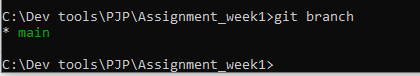 C:\Dev tools\PJP\Assignment_week1>git branch
* main
C:\Dev tools\PJP\Assignment_week1>